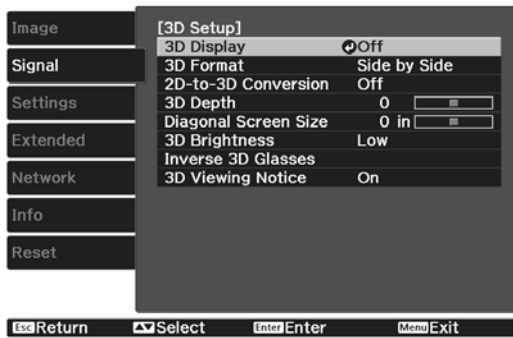 Image
Signal
Settings
Extended
Network
Info
Reset
[3D Setup]
3D Display Off
3D Format Side by Side
2D-to-3D Conversion Off
3D Depth 0
Diagonal Screen Size 0 in
3D Brightness Low
Inverse 3D Glasses
3D Viewing Notice On
Esc Return Select Enter Enter Menu Exit